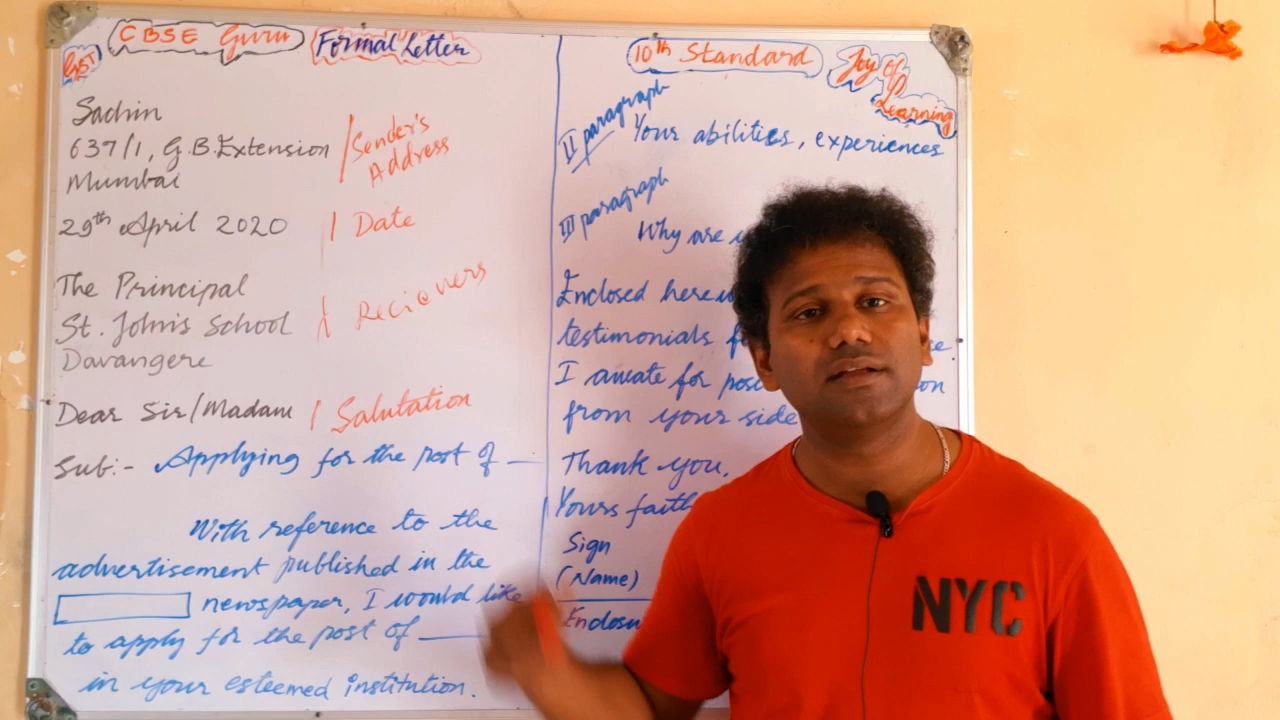 CBSE Guru Formal Letter
Sachin
637/1, G.B. Extension
Mumbai
/ Sender's
Address
29th April 2020 / Date
The Principal
St. John's School
Davangere
Recievers
Dear Sir/Madam / Salutation
Sub:- Applying for the post of —
With reference to the
advertisement published in the
newspaper, I would like
to apply for the post of ____
in your esteemed institution.
10th Standard
Joy of
Learning
II paragraph
Your abilities, experiences
III paragraph
Why are
Enclosed
testimonials
I awate for
from your side
Thank you,
Yours
Sign
(Name)
NYC